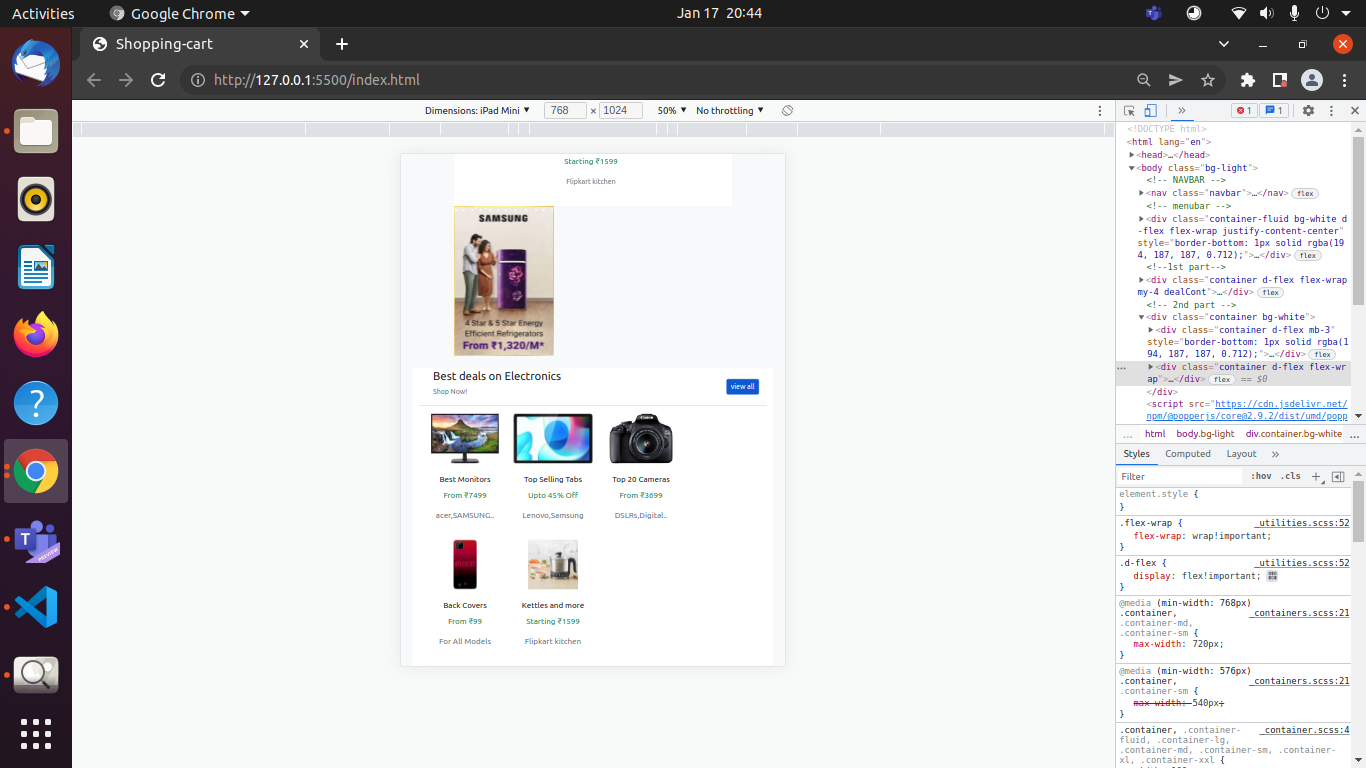 Activities
Google Chrome
Jan 17 20:44
Shopping-cart
http://127.0.0.1:5500/index.html
Dimensions: iPad Mini
768 × 1024
50%
No throttling
Starting ₹1599
Flipkart kitchen
SAMSUNG
4 Star & 5 Star Energy
Efficient Refrigerators
From ₹1,320/M*
Best deals on Electronics
Shop Now!
view all
Best Monitors
From ₹7499
acer,SAMSUNG..
Top Selling Tabs
Upto 45% Off
Lenovo,Samsung
Canon
Top 20 Cameras
From ₹3699
DSLRs,Digital..
Back Covers
From ₹99
For All Models
Kettles and more
Starting ₹1599
Flipkart kitchen
PREVIEW
»
1
1
<!DOCTYPE html>
<html lang="en">
<head>…</head>
<body class="bg-light">
<!-- NAVBAR -->
<nav class="navbar">…</nav> flex
<!-- menubar -->
<div class="container-fluid bg-white d
-flex flex-wrap justify-content-center"
style="border-bottom: 1px solid rgba(19
4, 187, 187, 0.712);">…</div> flex
<!--1st part-->
<div class="container d-flex flex-wrap
my-4 dealCont">…</div> flex
<!-- 2nd part -->
<div class="container bg-white">
<div class="container d-flex mb-3"
style="border-bottom: 1px solid rgba(1
94, 187, 187, 0.712);">…</div> flex
… <div class="container d-flex flex-wr
ap">…</div> flex == $0
</div>
<script src="https://cdn.jsdelivr.net/
npm/@popperjs/core@2.9.2/dist/umd/popp
… html body.bg-light div.container.bg-white …
Styles Computed Layout »
Filter :hov .cls
element.style {
}
.flex-wrap { _utilities.scss:52
flex-wrap: wrap!important;
}
.d-flex { _utilities.scss:52
display: flex!important;
}
@media (min-width: 768px)
.container, _containers.scss:21
.container-md,
.container-sm {
max-width: 720px;
}
@media (min-width: 576px)
.container, _containers.scss:21
.container-sm {
max-width: 540px;
}
.container, .container- _container.scss:4
fluid, .container-lg,
.container-md, .container-sm, .container-
xl, .container-xxl {